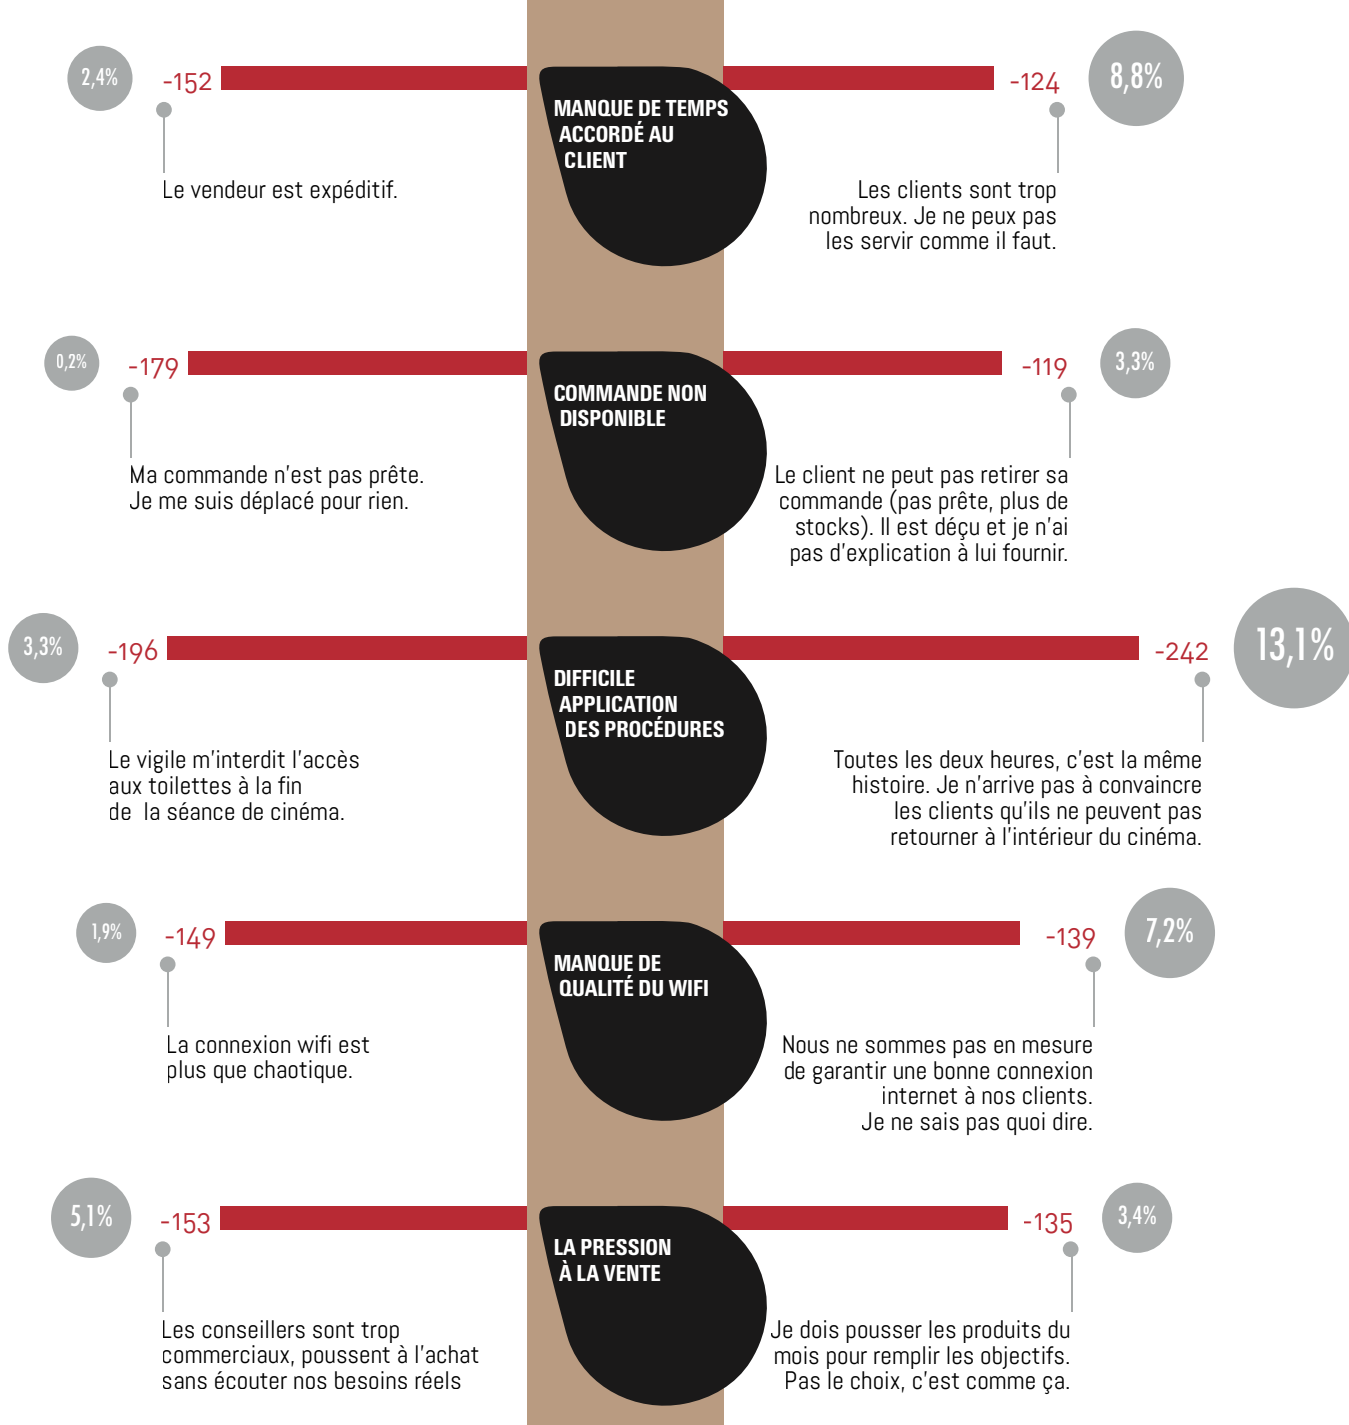 2,4%
-152
MANQUE DE TEMPS
ACCORDÉ AU
CLIENT
-124
8,8%
Le vendeur est expéditif.
Les clients sont trop
nombreux. Je ne peux pas
les servir comme il faut.
0,2%
-179
COMMANDE NON
DISPONIBLE
-119
3,3%
Ma commande n'est pas prête.
Je me suis déplacé pour rien.
Le client ne peut pas retirer sa
commande (pas prête, plus de
stocks). Il est déçu et je n'ai
pas d'explication à lui fournir.
3,3%
-196
DIFFICILE
APPLICATION
DES PROCÉDURES
-242
13,1%
Le vigile m'interdit l'accès
aux toilettes à la fin
de la séance de cinéma.
Toutes les deux heures, c'est la même
histoire. Je n'arrive pas à convaincre
les clients qu'ils ne peuvent pas
retourner à l'intérieur du cinéma.
1,9%
-149
MANQUE DE
QUALITÉ DU WIFI
-139
7,2%
La connexion wifi est
plus que chaotique.
Nous ne sommes pas en mesure
de garantir une bonne connexion
internet à nos clients.
Je ne sais pas quoi dire.
5,1%
-153
LA PRESSION
À LA VENTE
-135
3,4%
Les conseillers sont trop
commerciaux, poussent à l'achat
sans écouter nos besoins réels
Je dois pousser les produits du
mois pour remplir les objectifs.
Pas le choix, c'est comme ça.